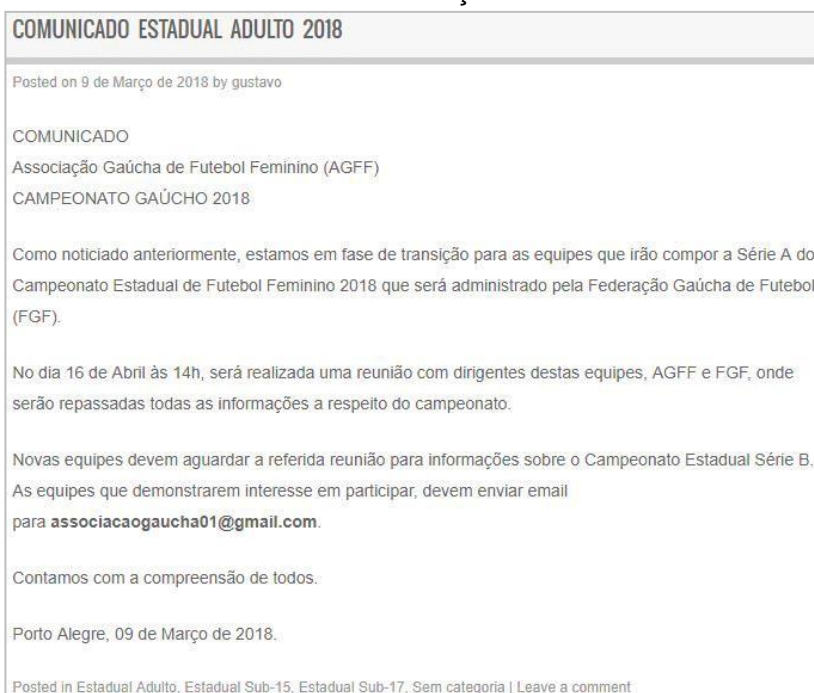 COMUNICADO ESTADUAL ADULTO 2018
Posted on 9 de Março de 2018 by gustavo
COMUNICADO
Associação Gaúcha de Futebol Feminino (AGFF)
CAMPEONATO GAÚCHO 2018
Como noticiado anteriormente, estamos em fase de transição para as equipes que irão compor a Série A do
Campeonato Estadual de Futebol Feminino 2018 que será administrado pela Federação Gaúcha de Futebol
(FGF).
No dia 16 de Abril às 14h, será realizada uma reunião com dirigentes destas equipes, AGFF e FGF, onde
serão repassadas todas as informações a respeito do campeonato.
Novas equipes devem aguardar a referida reunião para informações sobre o Campeonato Estadual Série B.
As equipes que demonstrarem interesse em participar, devem enviar email
para associacaogaucha01@gmail.com.
Contamos com a compreensão de todos.
Porto Alegre, 09 de Março de 2018.
Posted in Estadual Adulto, Estadual Sub-15, Estadual Sub-17, Sem categoria | Leave a comment